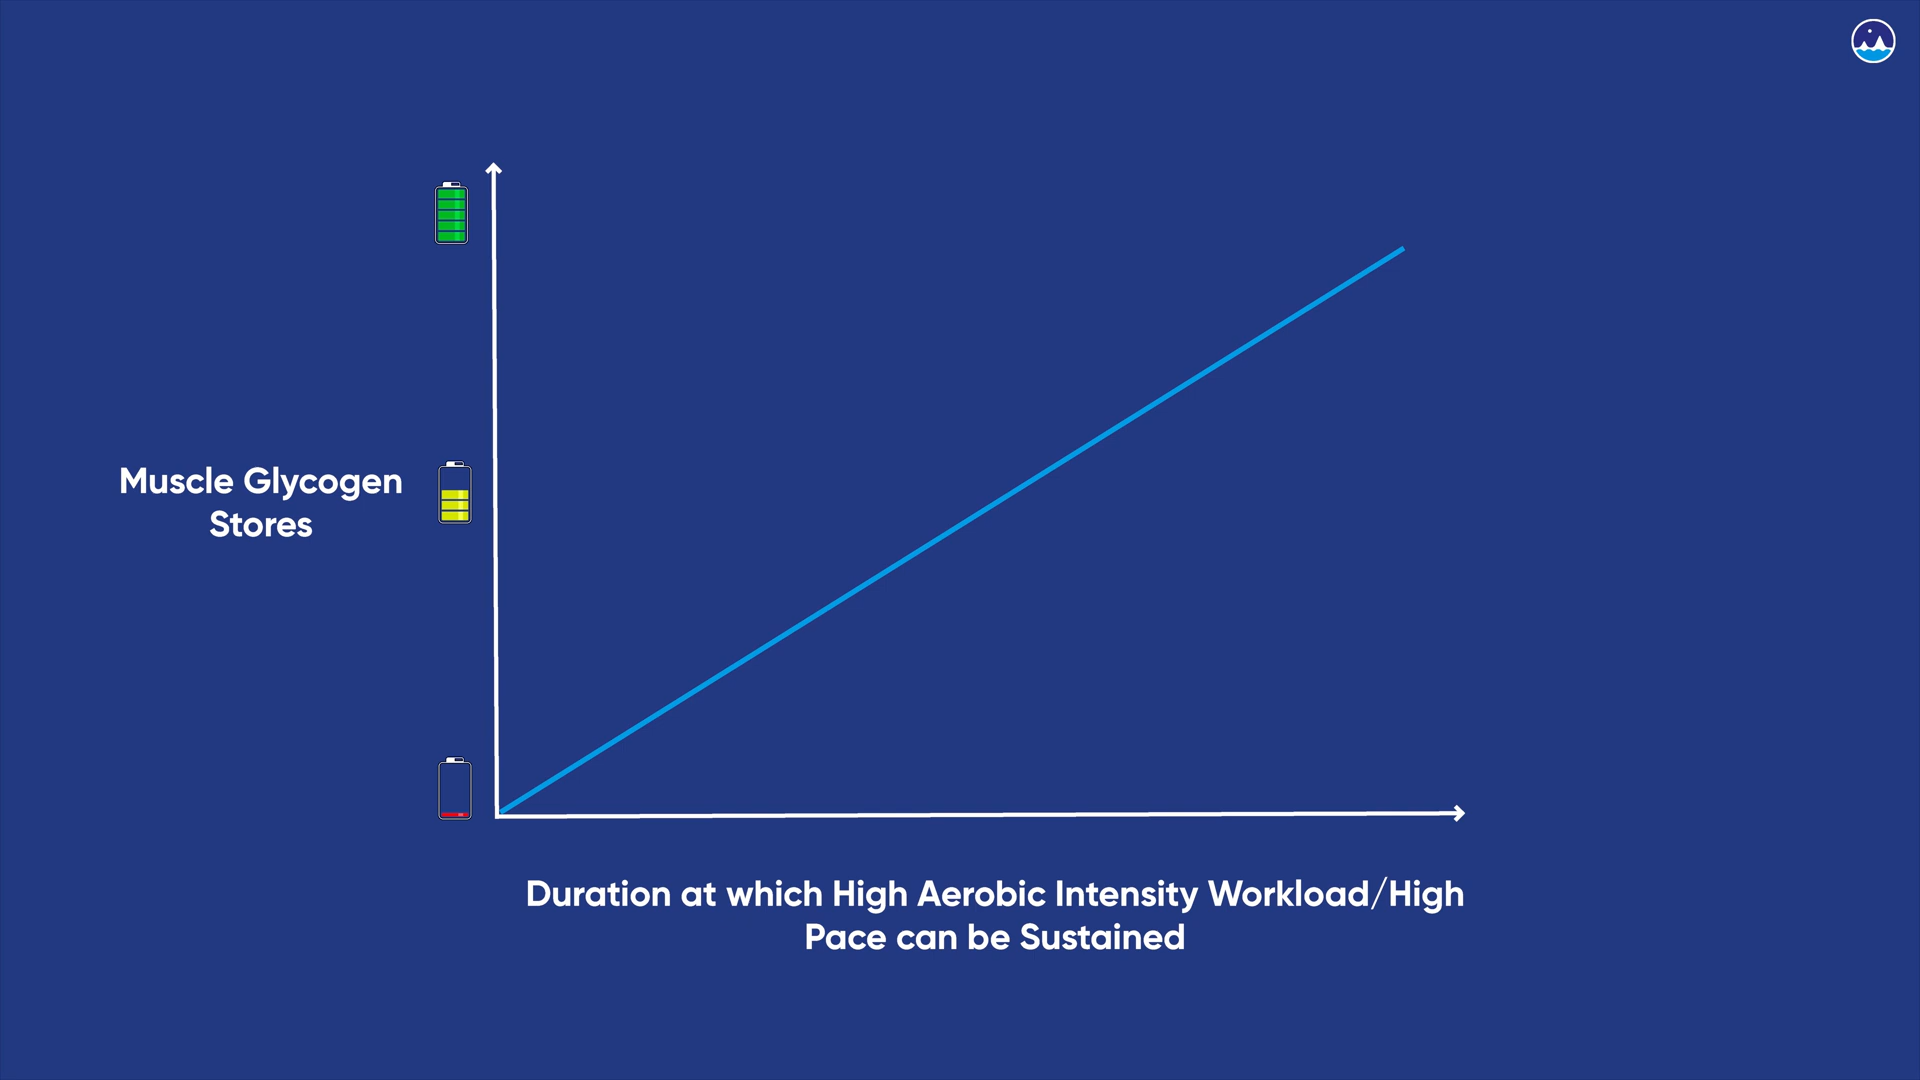 Muscle Glycogen
Stores
Duration at which High Aerobic Intensity Workload/High
Pace can be Sustained